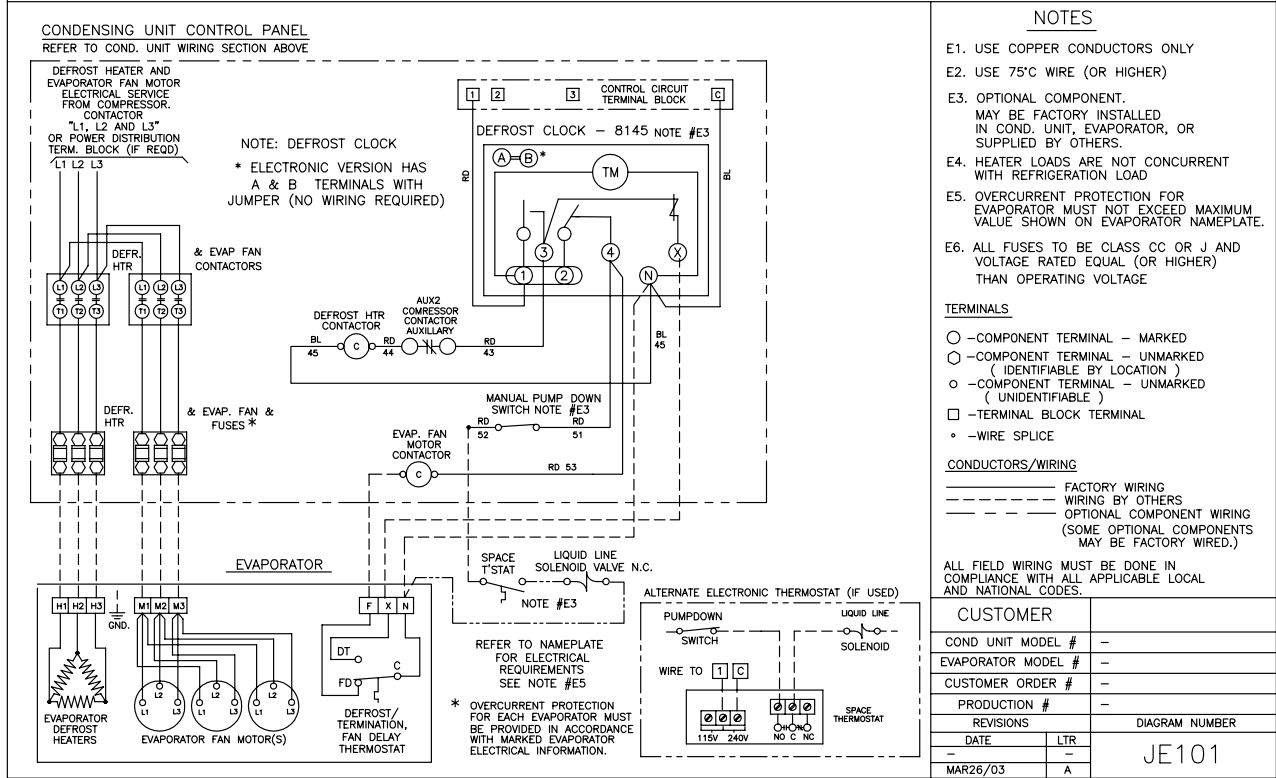 CONDENSING UNIT CONTROL PANEL
REFER TO COND. UNIT WIRING SECTION ABOVE
DEFROST HEATER AND
EVAPORATOR FAN MOTOR
ELECTRICAL SERVICE
FROM COMPRESSOR.
CONTACTOR
"L1, L2 AND L3"
OR POWER DISTRIBUTION
TERM. BLOCK (IF REQD)
L1 L2 L3
NOTE: DEFROST CLOCK
* ELECTRONIC VERSION HAS
A & B TERMINALS WITH
JUMPER (NO WIRING REQUIRED)
1 2 3 C
CONTROL CIRCUIT
TERMINAL BLOCK
DEFROST CLOCK - 8145 NOTE #E3
A B *
TM
RD
BL
3 4 X
1 2 N
DEFR.
HTR
& EVAP FAN
CONTACTORS
L1 L2 L3 L1 L2 L3
T1 T2 T3 T1 T2 T3
DEFROST HTR
CONTACTOR
AUX2
COMRESSOR
CONTACTOR
AUXILLARY
BL
45
C
RD
44
RD
43
BL
45
MANUAL PUMP DOWN
SWITCH NOTE #E3
RD
52
RD
51
DEFR.
HTR
& EVAP. FAN &
FUSES *
EVAP. FAN
MOTOR
CONTACTOR
C
RD 53
EVAPORATOR
H1 H2 H3
GND.
M1 M2 M3
F X N
SPACE
T'STAT
LIQUID LINE
SOLENOID VALVE N.C.
NOTE #E3
DT
C
FD
L2 L2 L2
L1 L3 L1 L3 L1 L3
EVAPORATOR
DEFROST
HEATERS
EVAPORATOR FAN MOTOR(S)
DEFROST/
TERMINATION,
FAN DELAY
THERMOSTAT
REFER TO NAMEPLATE
FOR ELECTRICAL
REQUIREMENTS
SEE NOTE #E5
* OVERCURRENT PROTECTION
FOR EACH EVAPORATOR MUST
BE PROVIDED IN ACCORDANCE
WITH MARKED EVAPORATOR
ELECTRICAL INFORMATION.
ALTERNATE ELECTRONIC THERMOSTAT (IF USED)
PUMPDOWN
SWITCH
LIQUID LINE
SOLENOID
WIRE TO 1 C
115V 240V
NO C NC
SPACE
THERMOSTAT
NOTES
E1. USE COPPER CONDUCTORS ONLY
E2. USE 75°C WIRE (OR HIGHER)
E3. OPTIONAL COMPONENT.
MAY BE FACTORY INSTALLED
IN COND. UNIT, EVAPORATOR, OR
SUPPLIED BY OTHERS.
E4. HEATER LOADS ARE NOT CONCURRENT
WITH REFRIGERATION LOAD
E5. OVERCURRENT PROTECTION FOR
EVAPORATOR MUST NOT EXCEED MAXIMUM
VALUE SHOWN ON EVAPORATOR NAMEPLATE.
E6. ALL FUSES TO BE CLASS CC OR J AND
VOLTAGE RATED EQUAL (OR HIGHER)
THAN OPERATING VOLTAGE
TERMINALS
-COMPONENT TERMINAL - MARKED
-COMPONENT TERMINAL - UNMARKED
( IDENTIFIABLE BY LOCATION )
-COMPONENT TERMINAL - UNMARKED
( UNIDENTIFIABLE )
-TERMINAL BLOCK TERMINAL
-WIRE SPLICE
CONDUCTORS/WIRING
FACTORY WIRING
WIRING BY OTHERS
OPTIONAL COMPONENT WIRING
(SOME OPTIONAL COMPONENTS
MAY BE FACTORY WIRED.)
ALL FIELD WIRING MUST BE DONE IN
COMPLIANCE WITH ALL APPLICABLE LOCAL
AND NATIONAL CODES.
CUSTOMER
COND UNIT MODEL # -
EVAPORATOR MODEL # -
CUSTOMER ORDER # -
PRODUCTION # -
REVISIONS DIAGRAM NUMBER
DATE LTR
- -
MAR26/03 A
JE101